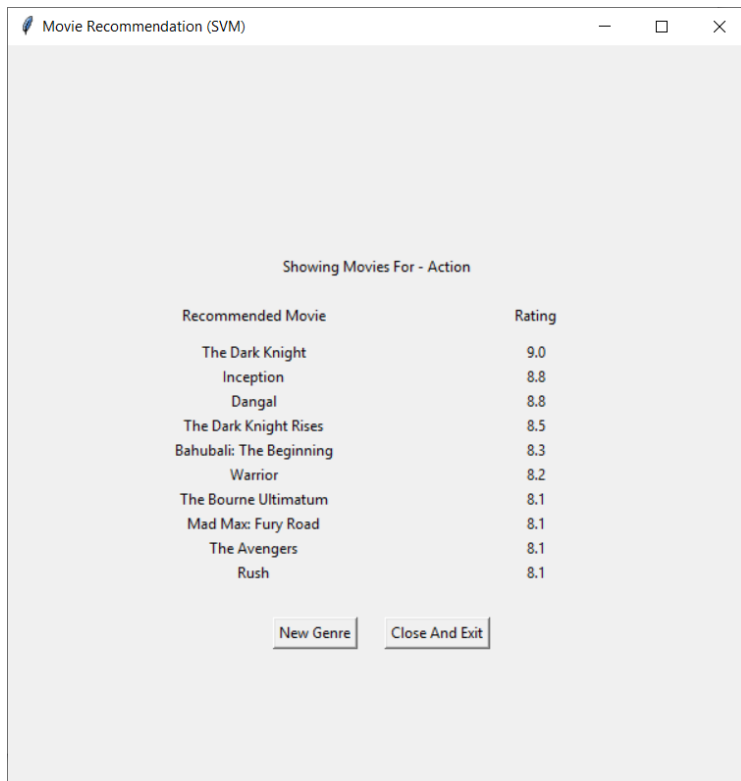 Movie Recommendation (SVM)
Showing Movies For - Action
Recommended Movie Rating
The Dark Knight 9.0
Inception 8.8
Dangal 8.8
The Dark Knight Rises 8.5
Bahubali: The Beginning 8.3
Warrior 8.2
The Bourne Ultimatum 8.1
Mad Max: Fury Road 8.1
The Avengers 8.1
Rush 8.1
New Genre Close And Exit